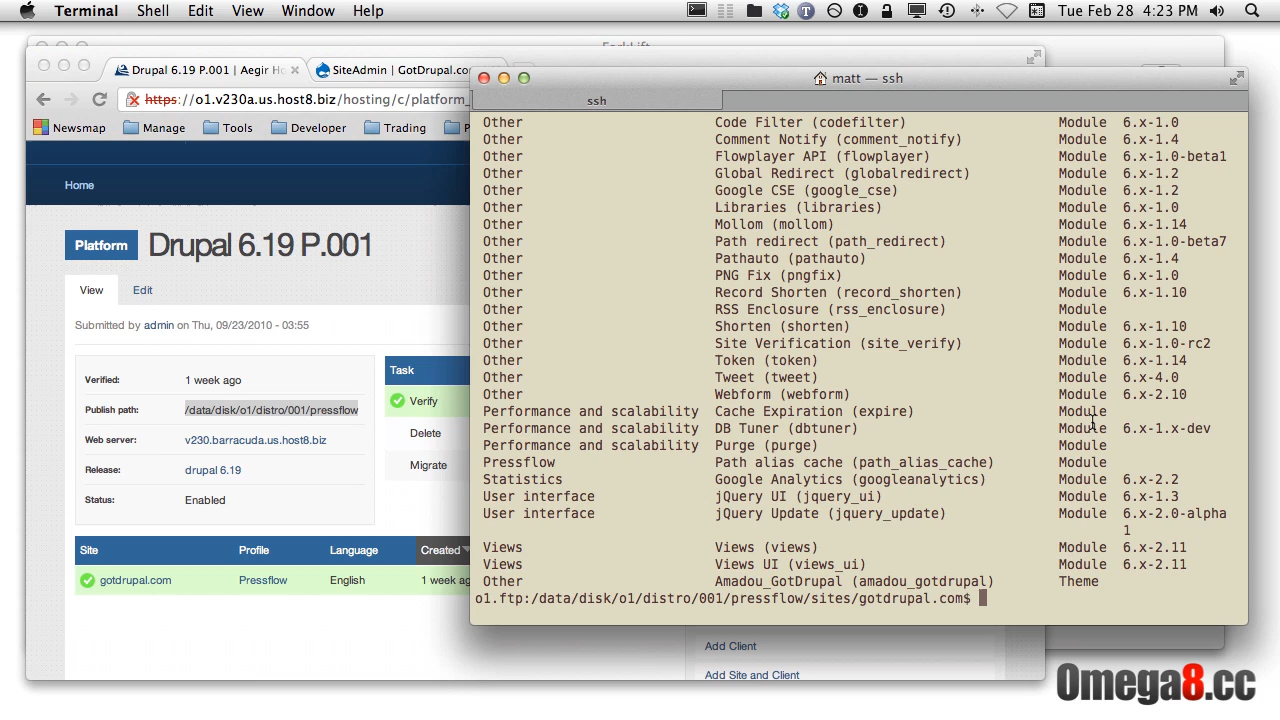 Terminal Shell Edit View Window Help
Tue Feb 28 4:23 PM
ForkLift
Drupal 6.19 P.001 | Aegir Ho
SiteAdmin | GotDrupal.co
https://o1.v230a.us.host8.biz/hosting/c/platform_
Newsmap Manage Tools Developer Trading
Home
Platform Drupal 6.19 P.001
View Edit
Submitted by admin on Thu, 09/23/2010 - 03:55
Verified: 1 week ago
Publish path: /data/disk/o1/distro/001/pressflow
Web server: v230.barracuda.us.host8.biz
Release: drupal 6.19
Status: Enabled
Task
Verify
Delete
Migrate
Site Profile Language Created
gotdrupal.com Pressflow English 1 week ag
Add Client
Add Site and Client
matt — ssh
ssh
Other Code Filter (codefilter) Module 6.x-1.0
Other Comment Notify (comment_notify) Module 6.x-1.4
Other Flowplayer API (flowplayer) Module 6.x-1.0-beta1
Other Global Redirect (globalredirect) Module 6.x-1.2
Other Google CSE (google_cse) Module 6.x-1.2
Other Libraries (libraries) Module 6.x-1.0
Other Mollom (mollom) Module 6.x-1.14
Other Path redirect (path_redirect) Module 6.x-1.0-beta7
Other Pathauto (pathauto) Module 6.x-1.4
Other PNG Fix (pngfix) Module 6.x-1.0
Other Record Shorten (record_shorten) Module 6.x-1.10
Other RSS Enclosure (rss_enclosure) Module
Other Shorten (shorten) Module 6.x-1.10
Other Site Verification (site_verify) Module 6.x-1.0-rc2
Other Token (token) Module 6.x-1.14
Other Tweet (tweet) Module 6.x-4.0
Other Webform (webform) Module 6.x-2.10
Performance and scalability Cache Expiration (expire) Module
Performance and scalability DB Tuner (dbtuner) Module 6.x-1.x-dev
Performance and scalability Purge (purge) Module
Pressflow Path alias cache (path_alias_cache) Module
Statistics Google Analytics (googleanalytics) Module 6.x-2.2
User interface jQuery UI (jquery_ui) Module 6.x-1.3
User interface jQuery Update (jquery_update) Module 6.x-2.0-alpha
1
Views Views (views) Module 6.x-2.11
Views Views UI (views_ui) Module 6.x-2.11
Other Amadou_GotDrupal (amadou_gotdrupal) Theme
o1.ftp:/data/disk/o1/distro/001/pressflow/sites/gotdrupal.com$
Omega8.cc